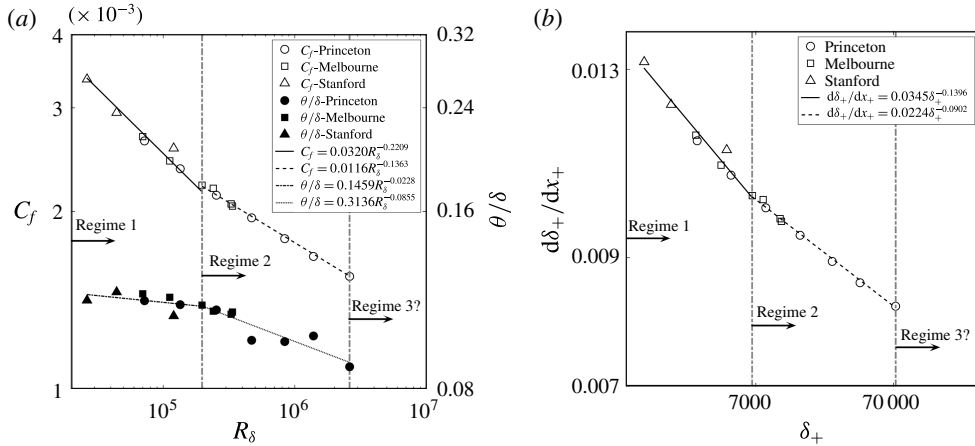 (a)
(× 10⁻³)
4
3
2
1
C_f
0.32
0.24
0.16
0.08
θ/δ
C_f-Princeton
C_f-Melbourne
C_f-Stanford
θ/δ-Princeton
θ/δ-Melbourne
θ/δ-Stanford
C_f = 0.0320R_δ^−0.2209
C_f = 0.0116R_δ^−0.1363
θ/δ = 0.1459R_δ^−0.0228
θ/δ = 0.3136R_δ^−0.0855
Regime 1
Regime 2
Regime 3?
10⁵
10⁶
10⁷
R_δ
(b)
0.013
0.009
0.007
dδ₊/dx₊
Princeton
Melbourne
Stanford
dδ₊/dx₊ = 0.0345δ₊^−0.1396
dδ₊/dx₊ = 0.0224δ₊^−0.0902
Regime 1
Regime 2
Regime 3?
7000
70 000
δ₊